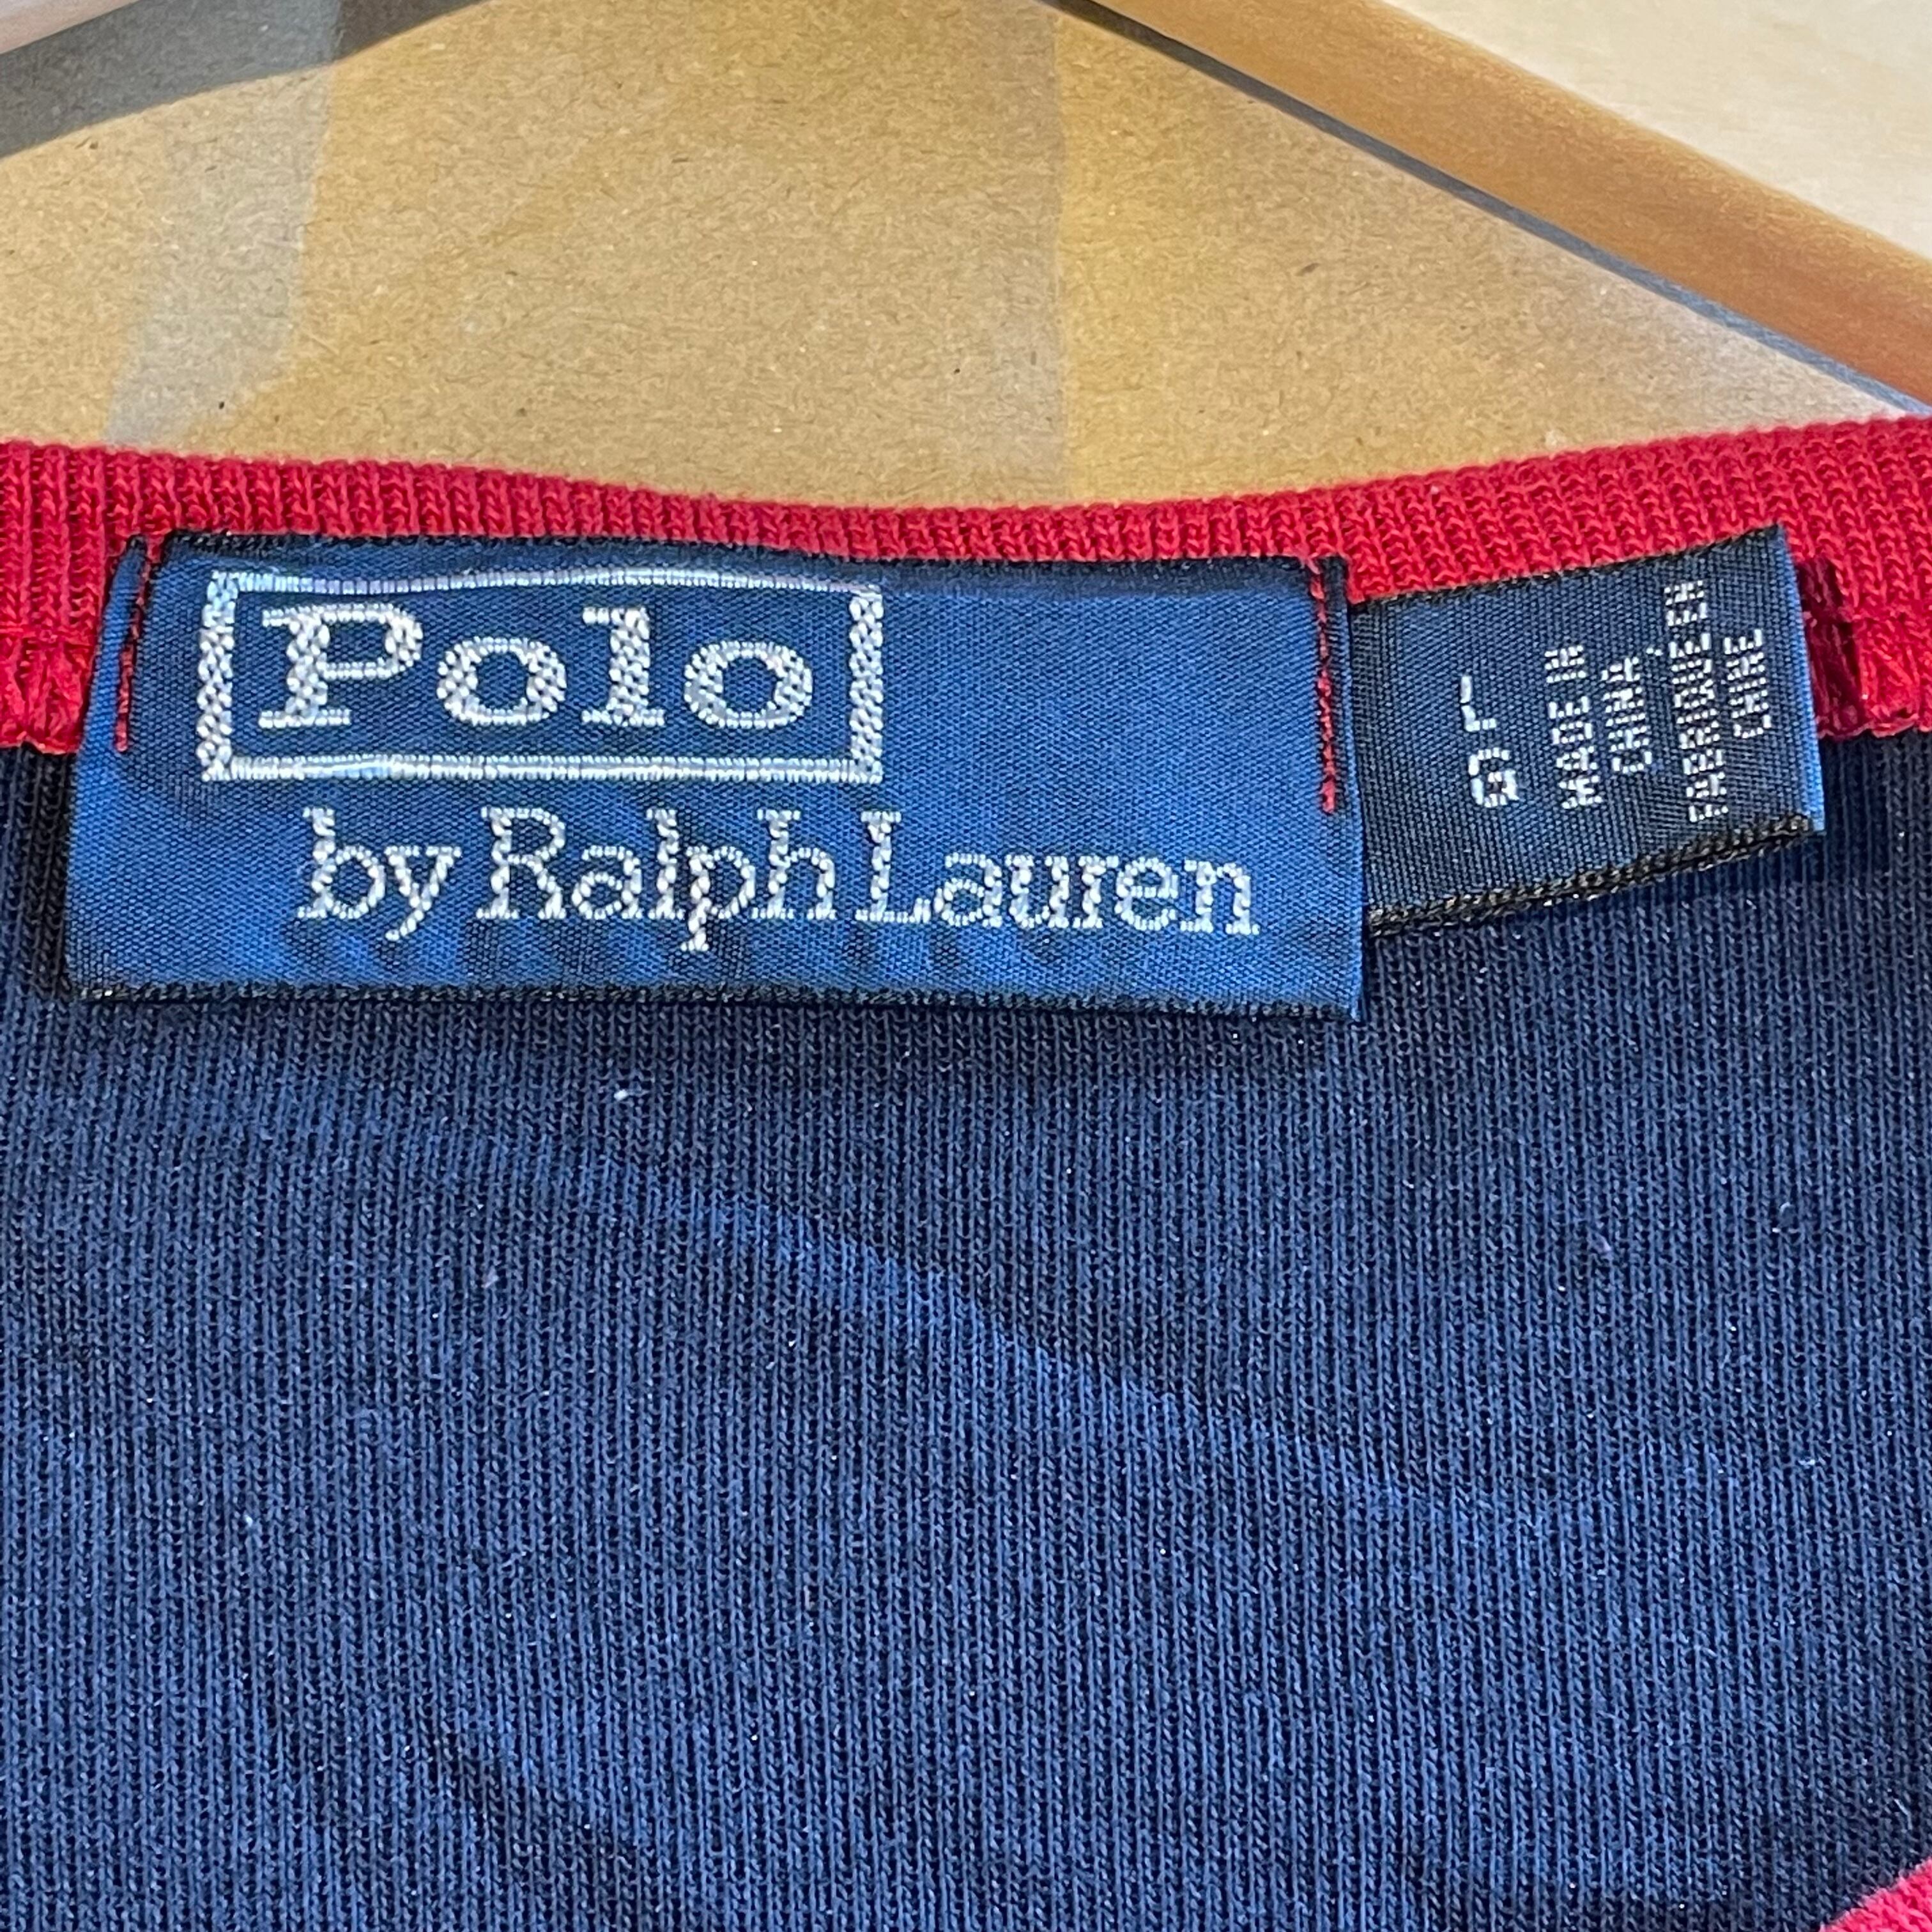 Polo
by Ralph Lauren
L
G
MADE IN
CHINA
FABRIQUÉ EN
CHINE